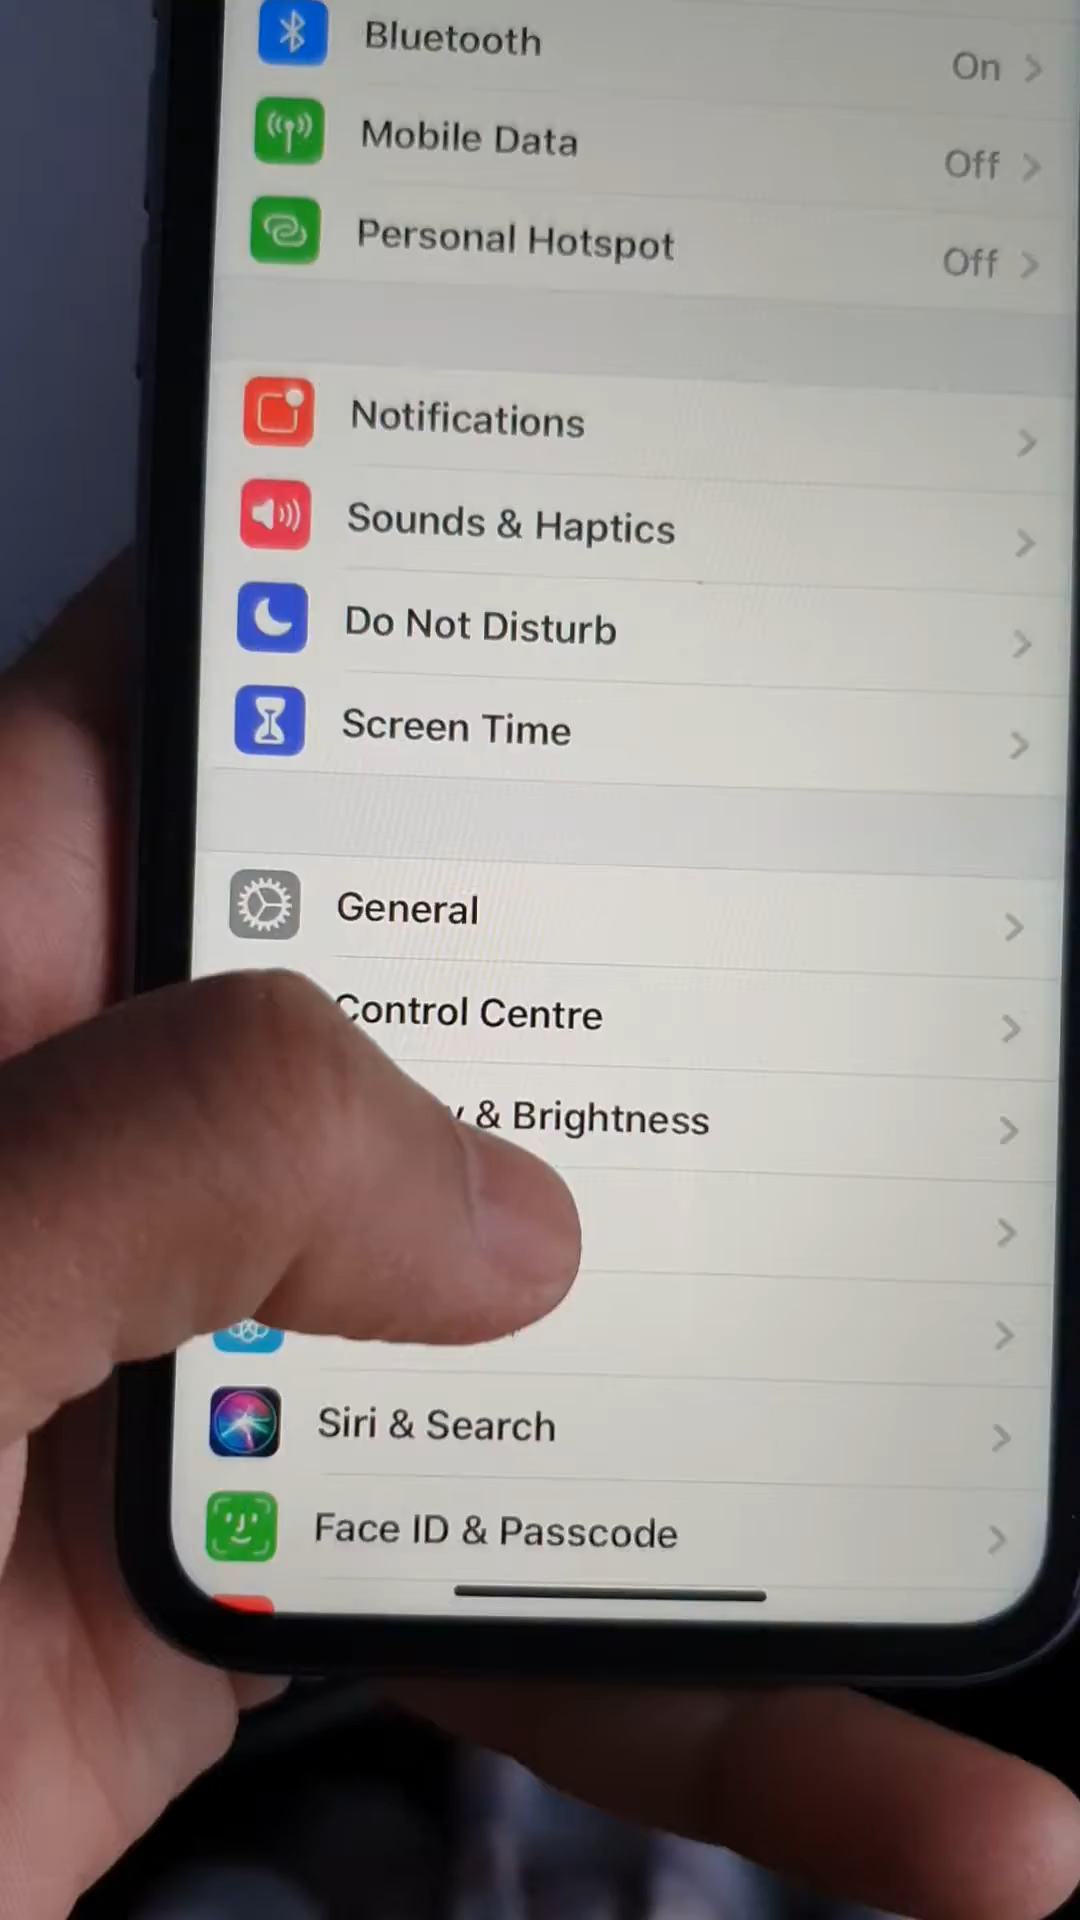 Bluetooth
On
Mobile Data
Off
Personal Hotspot
Off
Notifications
Sounds & Haptics
Do Not Disturb
Screen Time
General
Control Centre
& Brightness
Siri & Search
Face ID & Passcode